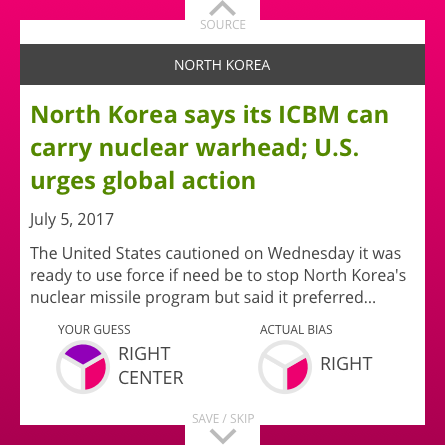 SOURCE
NORTH KOREA
North Korea says its ICBM can
carry nuclear warhead; U.S.
urges global action
July 5, 2017
The United States cautioned on Wednesday it was
ready to use force if need be to stop North Korea's
nuclear missile program but said it preferred...
YOUR GUESS
RIGHT
CENTER
ACTUAL BIAS
RIGHT
SAVE / SKIP